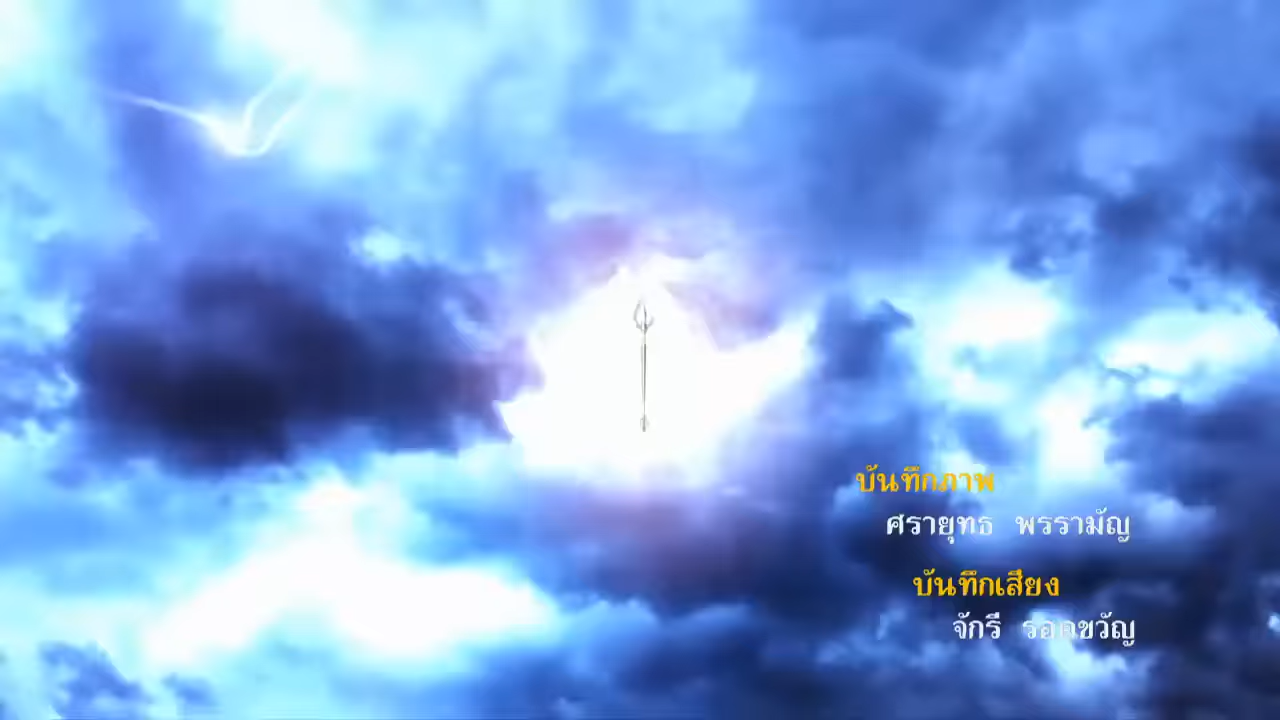 บันทึกภาพ
ศรายุทธ พรรามัญ
บันทึกเสียง
จักรี รอดขวัญ